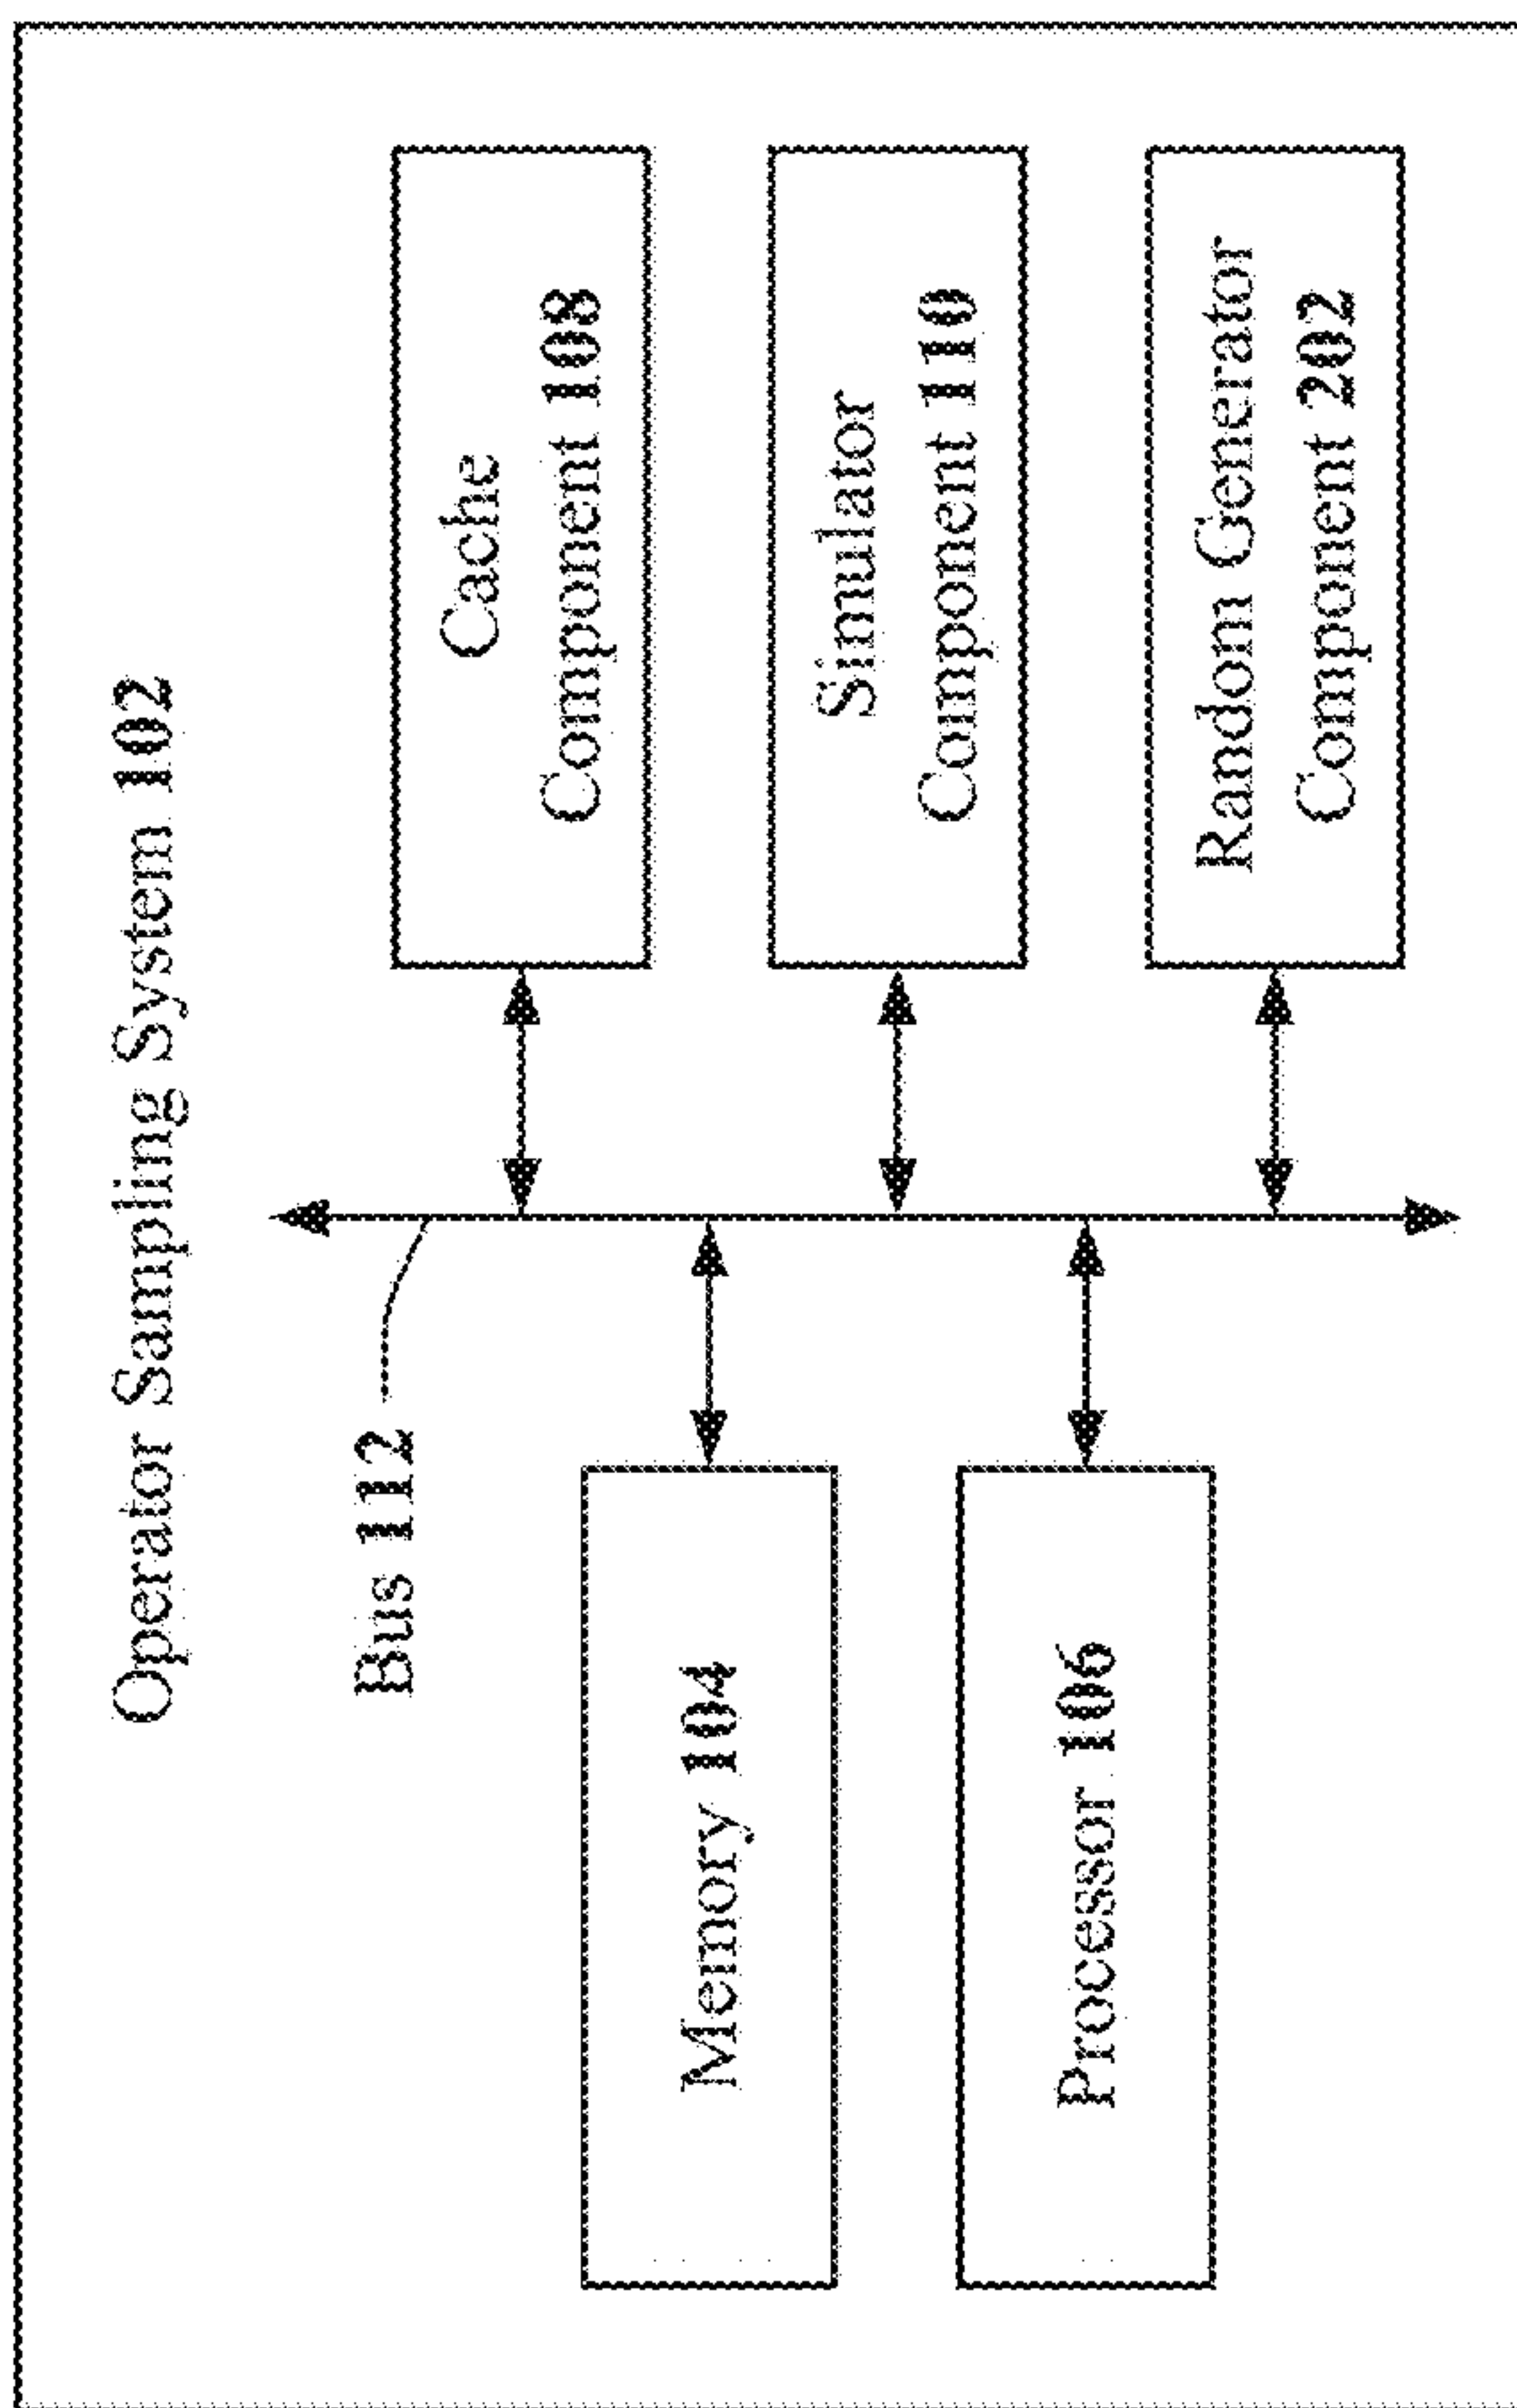 Operator Sampling System 102
Bus 112
Memory 104
Processor 106
Cache
Component 108
Simulator
Component 110
Randon Generator
Component 202